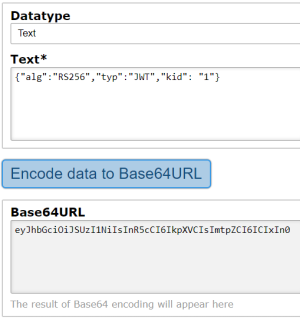 Datatype
Text
Text*
{"alg":"RS256","typ":"JWT","kid": "1"}
Encode data to Base64URL
Base64URL
eyJhbGciOiJSUzI1NiIsInR5cCI6IkpXVCIsImtpZCI6ICIxIn0
The result of Base64 encoding will appear here